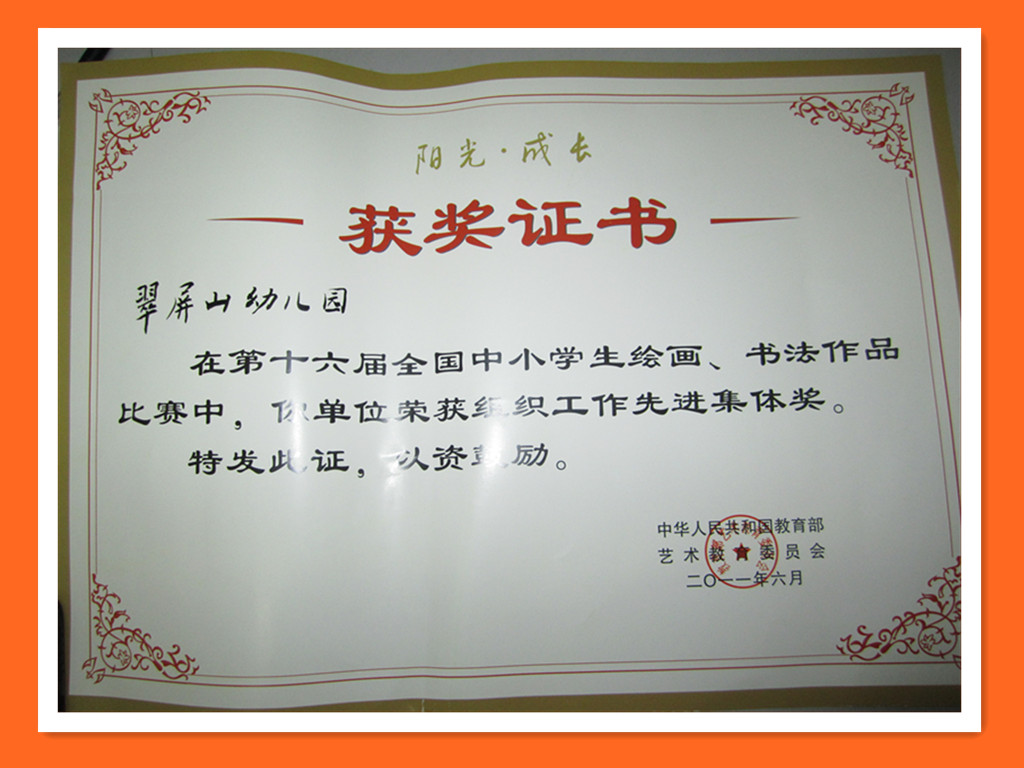 阳光·成长
获奖证书
翠屏山幼儿园
在第十六届全国中小学生绘画、书法作品
比赛中，你单位荣获组织工作先进集体奖。
特发此证，以资鼓励。
中华人民共和国教育部
艺术教育委员会
二〇一一年六月